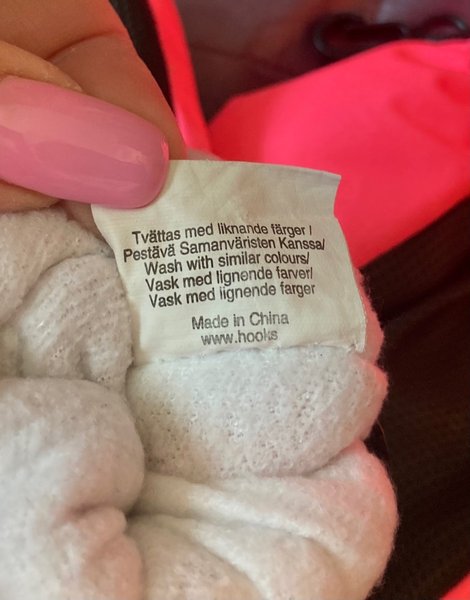 Tvättas med liknande färger /
Pestävä Samanväristen Kanssa/
Wash with similar colours/
Vask med lignende farver/
Vask med lignende farger
Made in China
www.hooks